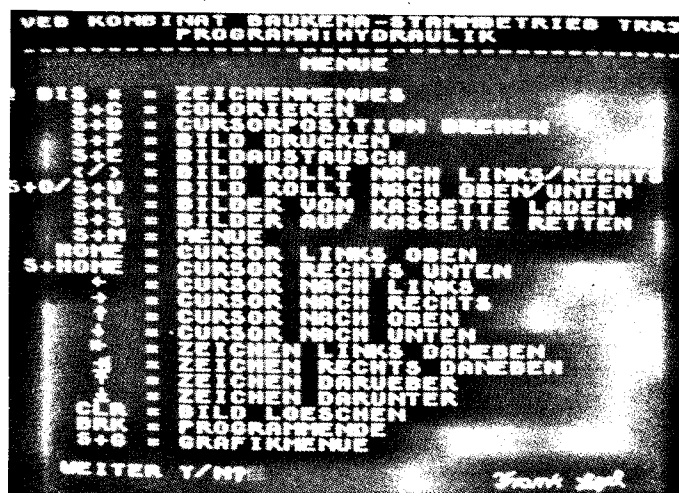 VEB KOMBINAT BAUKEMA-STAMMBETRIEB
PROGRAMM:HYDRAULIK
MENUE
BIS = ZEICHENMENUES
S+C = COLORIEREN
= CURSORPOSITION
S+P = BILD DRUCKEN
S+E = BILDAUSTAUSCH
</> = BILD ROLLT NACH LINKS/RECHTS
S+O/S+U = BILD ROLLT NACH OBEN/UNTEN
S+L = BILDER VON KASSETTE LADEN
S+S = BILDER AUF KASSETTE RETTEN
S+M = MENUE
HOME = CURSOR LINKS OBEN
S+HOME = CURSOR RECHTS UNTEN
= CURSOR NACH LINKS
= CURSOR NACH RECHTS
= CURSOR NACH OBEN
= CURSOR NACH UNTEN
= ZEICHEN LINKS DANEBEN
= ZEICHEN RECHTS DANEBEN
= ZEICHEN DARUEBER
= ZEICHEN DARUNTER
CLR = BILD LOESCHEN
BRK = PROGRAMMENDE
S+G = GRAFIKMENUE
WEITER Y/N?
Frank